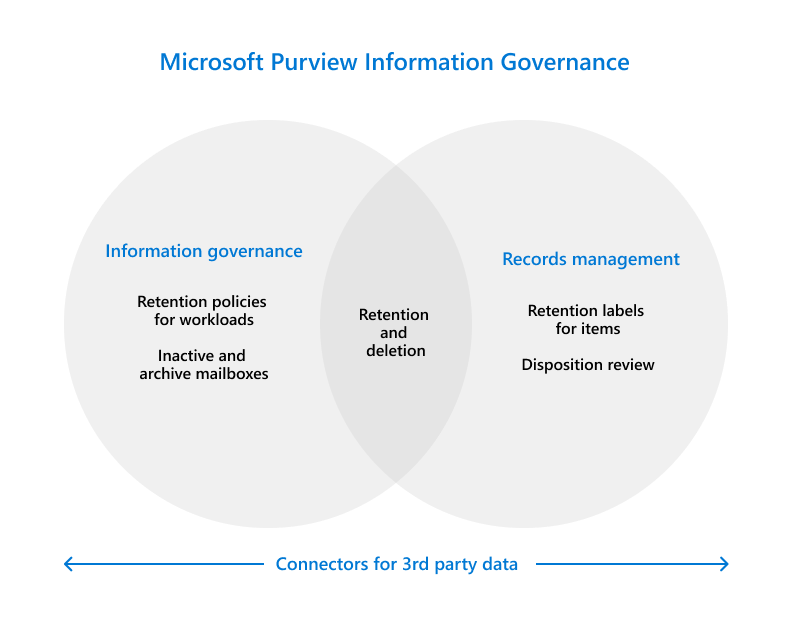 Microsoft Purview Information Governance
Information governance
Retention policies
for workloads
Inactive and
archive mailboxes
Retention
and
deletion
Records management
Retention labels
for items
Disposition review
Connectors for 3rd party data